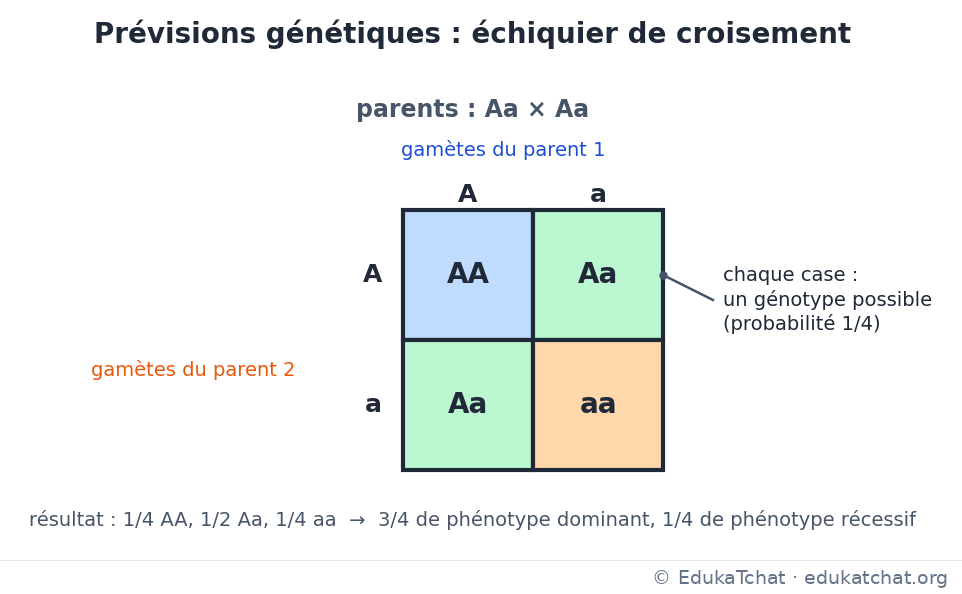 Prévisions génétiques : échiquier de croisement
parents : Aa × Aa
gamètes du parent 1
A a
A AA Aa
chaque case :
un génotype possible
(probabilité 1/4)
gamètes du parent 2
a Aa aa
résultat : 1/4 AA, 1/2 Aa, 1/4 aa → 3/4 de phénotype dominant, 1/4 de phénotype récessif
© EdukaTchat · edukatchat.org